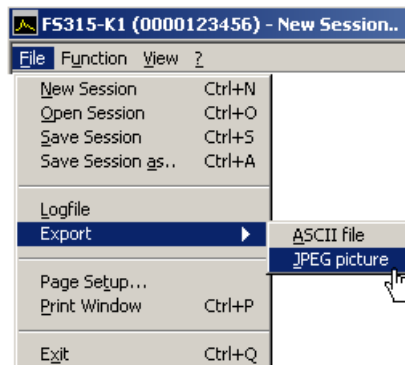 FS315-K1 (0000123456) - New Session..
File Function View ?
New Session Ctrl+N
Open Session Ctrl+O
Save Session Ctrl+S
Save Session as.. Ctrl+A
Logfile
Export
ASCII file
JPEG picture
Page Setup...
Print Window Ctrl+P
Exit Ctrl+Q